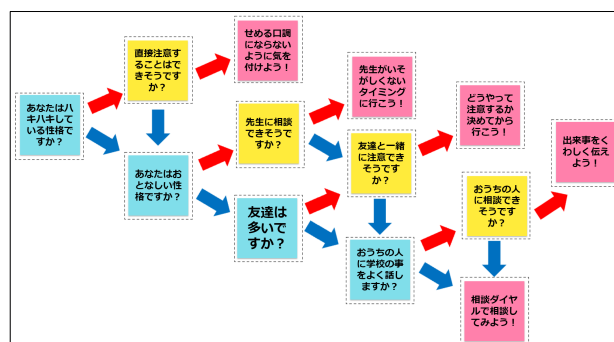 あなたはハ
キハキして
いる性格で
すか？
直接注意す
ることはで
きそうです
か？
せめる口調
にならない
ように気を
付けよう！
あなたはお
となしい性
格ですか？
先生に相談
できそうで
すか？
先生がいそ
がしくない
タイミング
に行こう！
友達は
多いで
すか？
友達と一緒
に注意でき
そうです
か？
どうやって
注意するか
決めてから
行こう！
おうちの人
に学校の事
をよく話し
ますか？
おうちの人
に相談でき
そうです
か？
出来事をく
わしく伝え
よう！
相談ダイヤ
ルで相談し
てみよう！